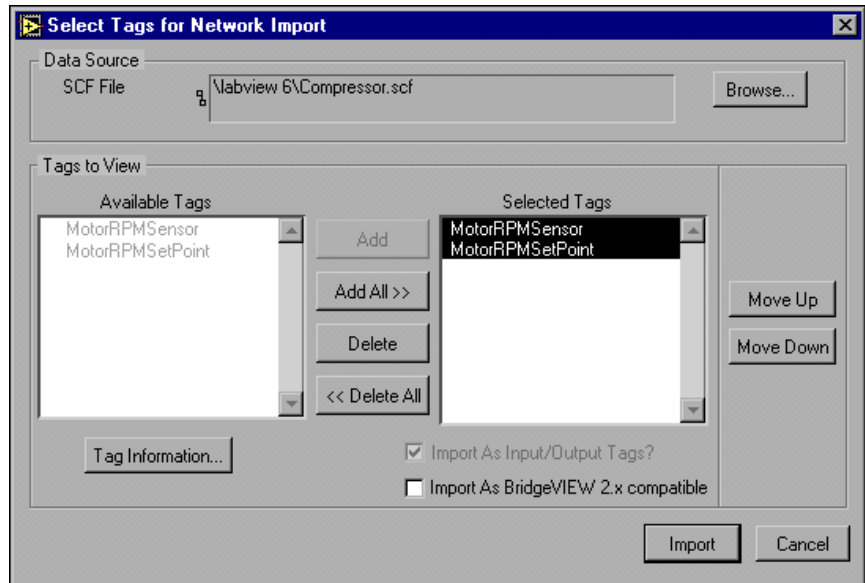 Select Tags for Network Import
Data Source
SCF File
\labview 6\Compressor.scf
Browse...
Tags to View
Available Tags
MotorRPMSensor
MotorRPMSetPoint
Add
Add All >>
Delete
<< Delete All
Selected Tags
MotorRPMSensor
MotorRPMSetPoint
Move Up
Move Down
Tag Information...
Import As Input/Output Tags?
Import As BridgeVIEW 2.x compatible
Import
Cancel